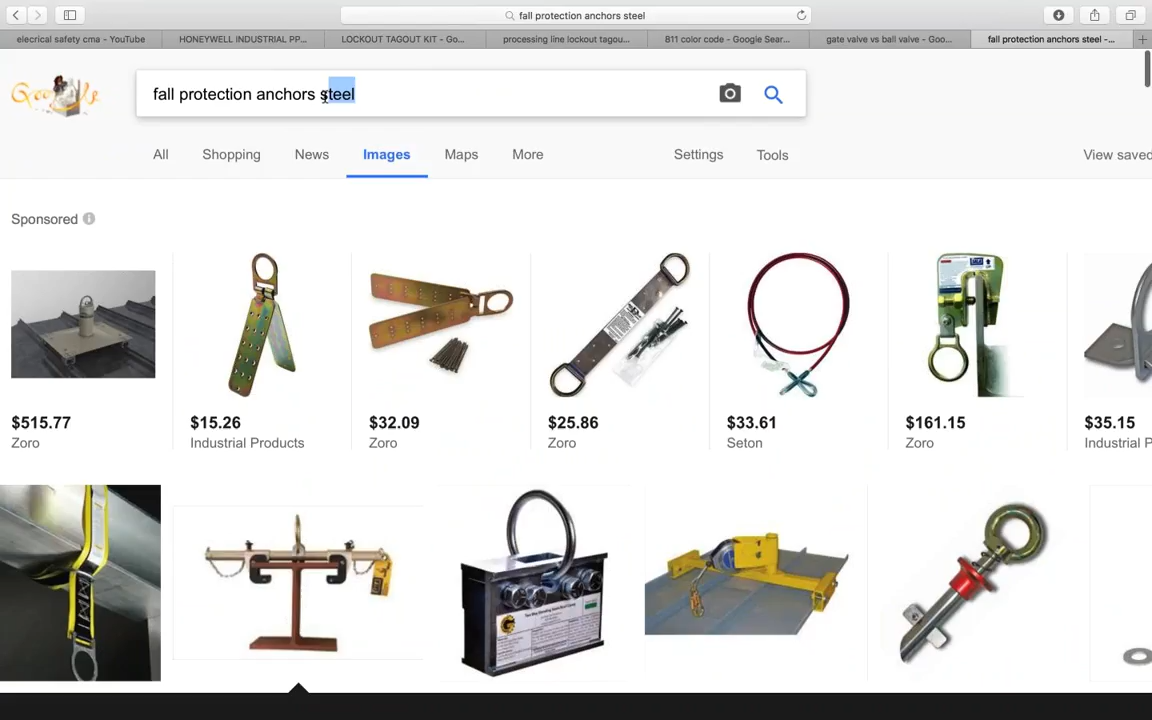 fall protection anchors steel
elecrical safety cma - YouTube
HONEYWELL INDUSTRIAL PP...
LOCKOUT TAGOUT KIT - Go...
processing line lockout tagou...
811 color code - Google Sear...
gate valve vs ball valve - Goo...
fall protection anchors steel -...
fall protection anchors steel
All Shopping News Images Maps More Settings Tools View saved
Sponsored
$515.77 $15.26 $32.09 $25.86 $33.61 $161.15 $35.15
Zoro Industrial Products Zoro Zoro Seton Zoro Industrial P